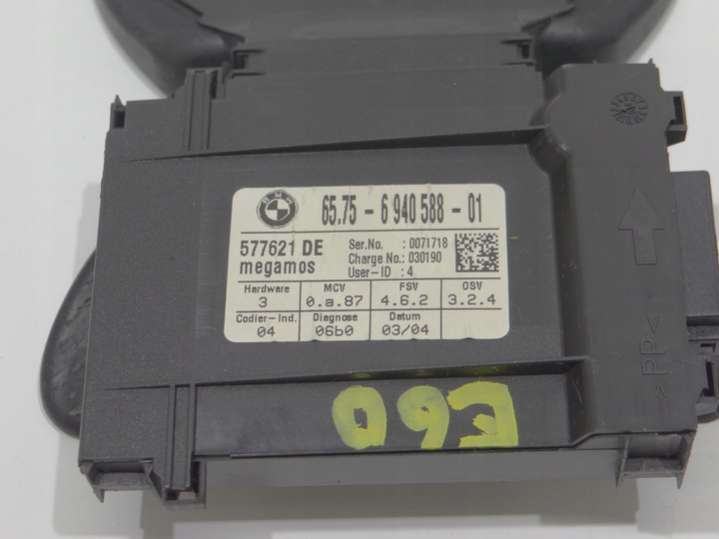 BMW
65.75 - 6 940 588 - 01
577621 DE
megamos
Ser.No. : 0071718
Charge No.: 030190
User-ID : 4
Hardware MCV FSV OSV
3 0.a.87 4.6.2 3.2.4
Codier-Ind. Diagnose Datum
04 06b0 03/04
>PP<
E60